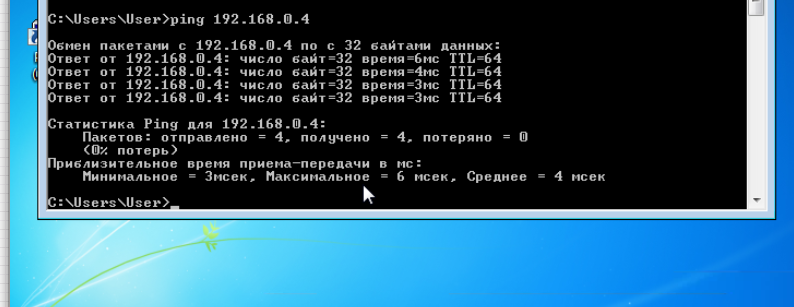 C:\Users\User>ping 192.168.0.4
Обмен пакетами с 192.168.0.4 по с 32 байтами данных:
Ответ от 192.168.0.4: число байт=32 время=6мс TTL=64
Ответ от 192.168.0.4: число байт=32 время=4мс TTL=64
Ответ от 192.168.0.4: число байт=32 время=3мс TTL=64
Ответ от 192.168.0.4: число байт=32 время=3мс TTL=64
Статистика Ping для 192.168.0.4:
Пакетов: отправлено = 4, получено = 4, потеряно = 0
(0% потерь)
Приблизительное время приема-передачи в мс:
Минимальное = 3мсек, Максимальное = 6 мсек, Среднее = 4 мсек
C:\Users\User>_